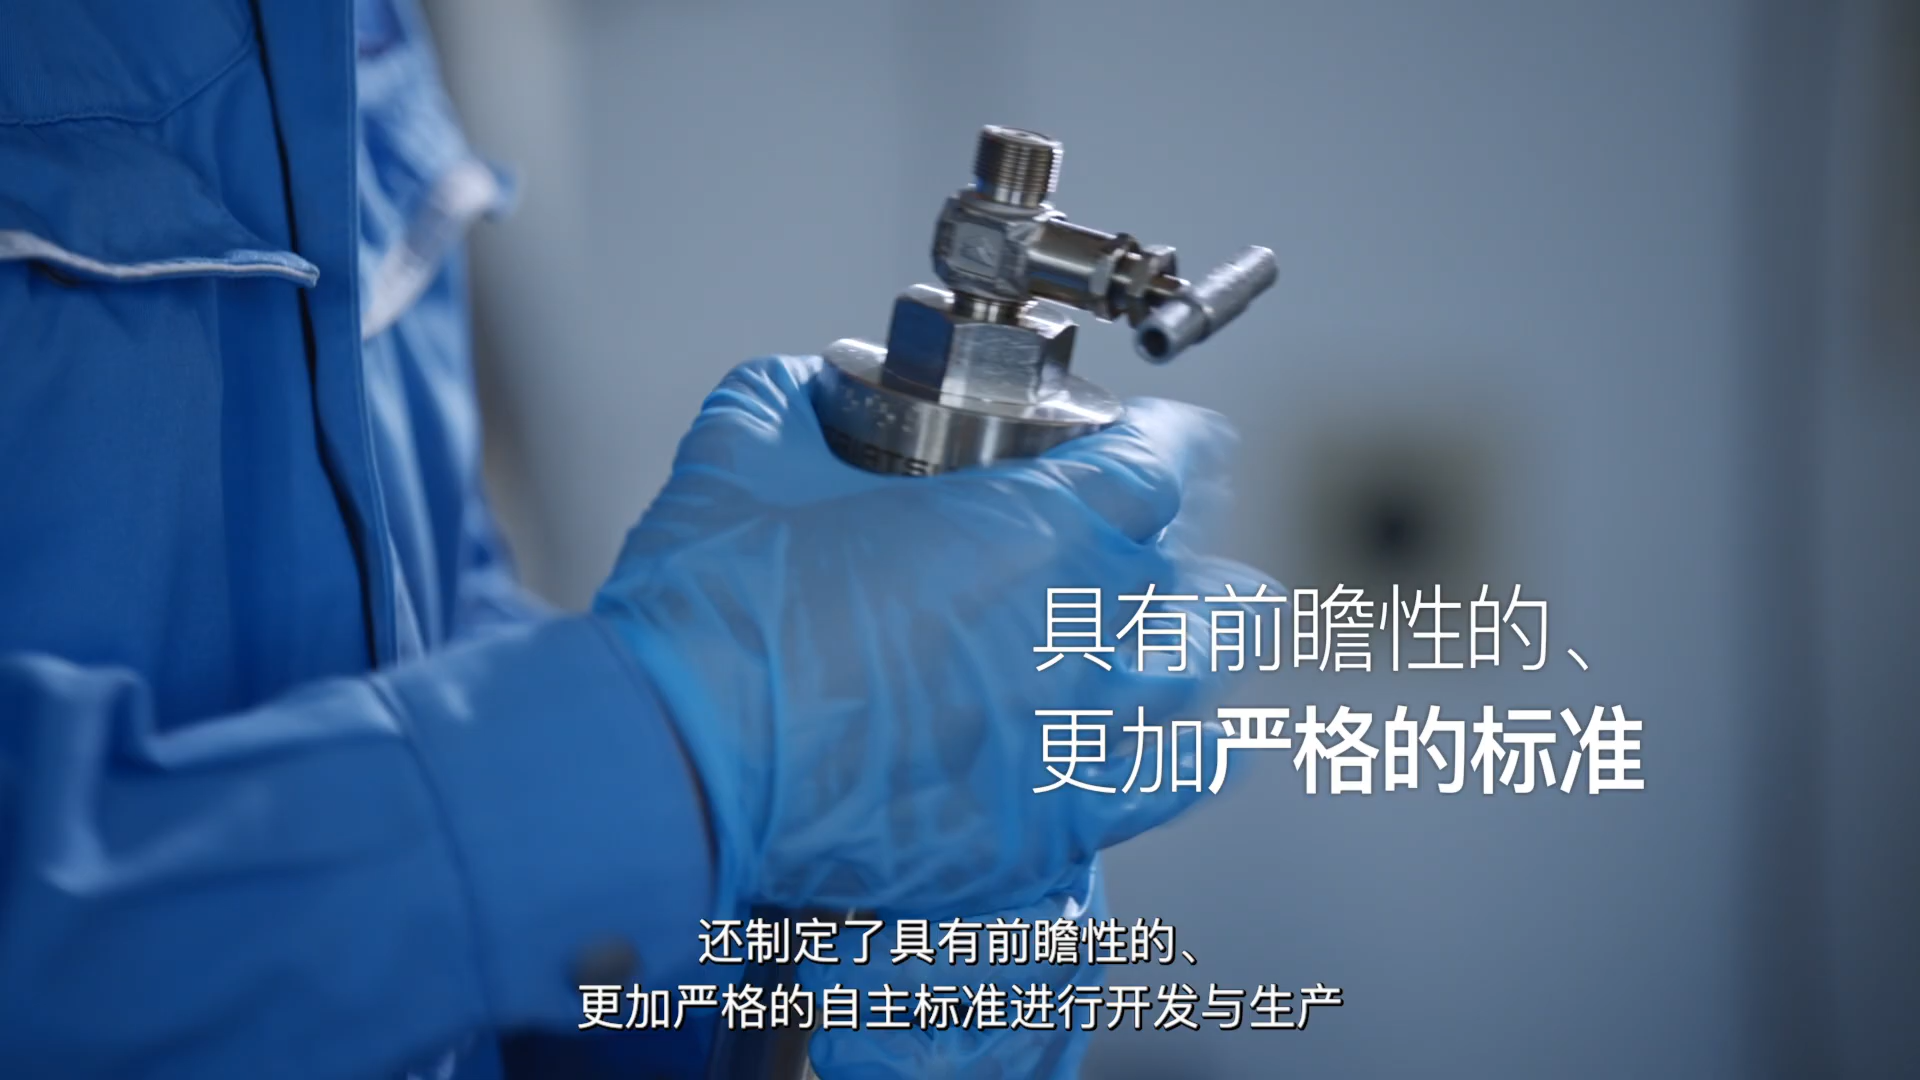 具有前瞻性的、
更加严格的标准
还制定了具有前瞻性的、
更加严格的自主标准进行开发与生产